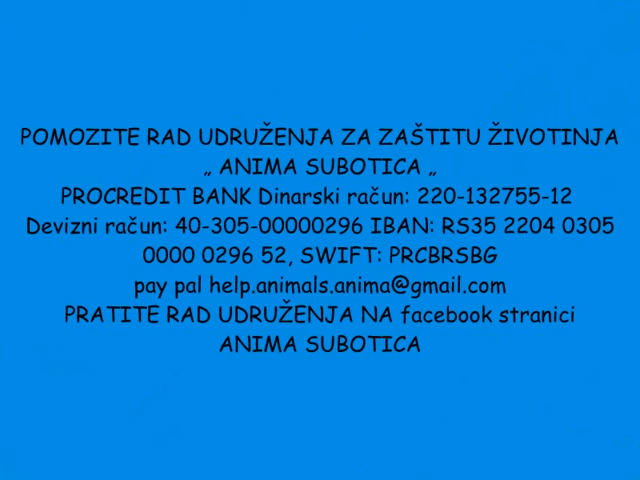 POMOZITE RAD UDRUŽENJA ZA ZAŠTITU ŽIVOTINJA
„ ANIMA SUBOTICA „
PROCREDIT BANK Dinarski račun: 220-132755-12
Devizni račun: 40-305-00000296 IBAN: RS35 2204 0305
0000 0296 52, SWIFT: PRCBRSBG
pay pal help.animals.anima@gmail.com
PRATITE RAD UDRUŽENJA NA facebook stranici
ANIMA SUBOTICA